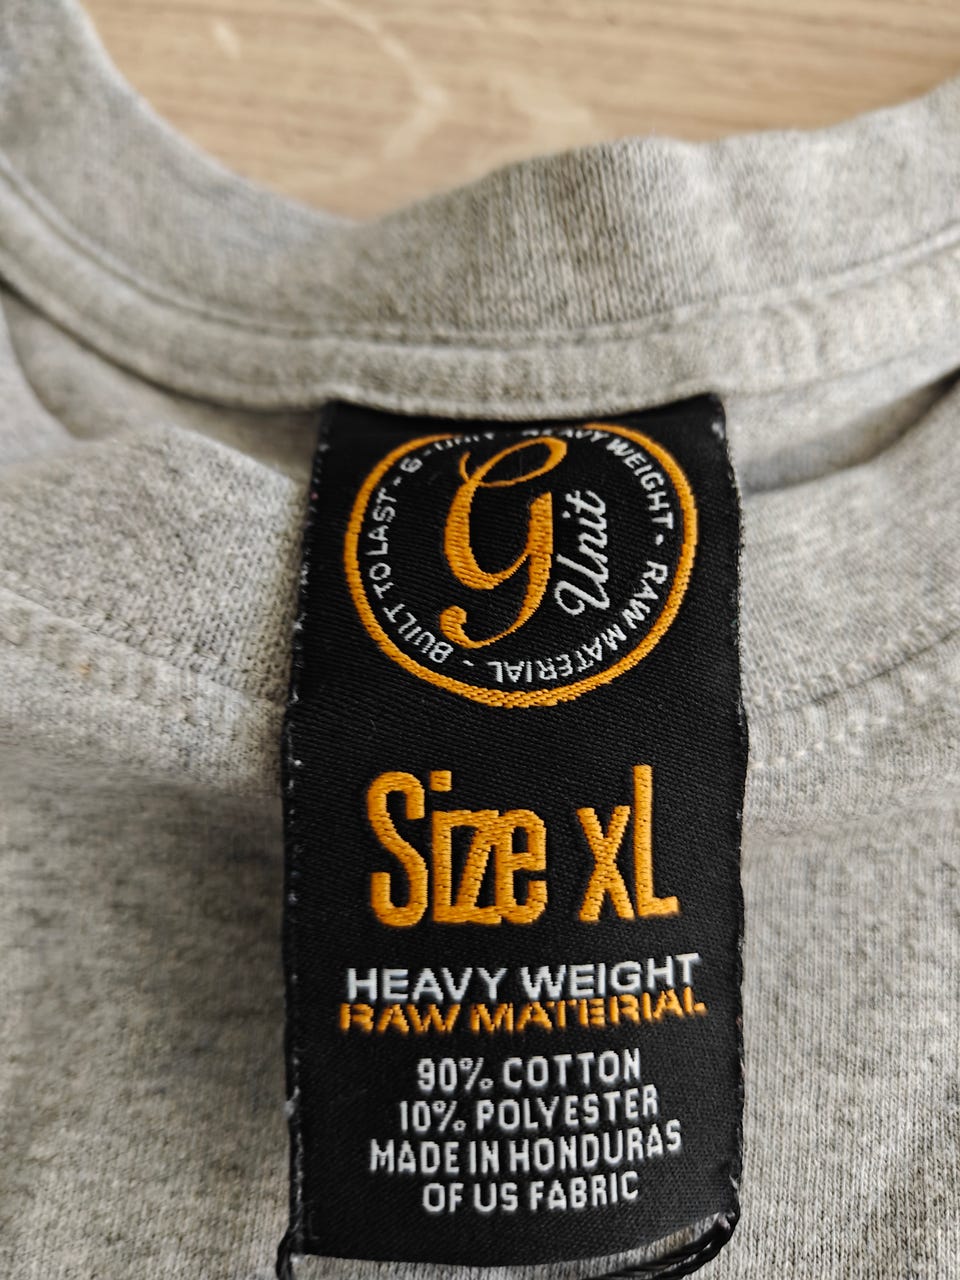 G-UNIT · HEAVY WEIGHT · RAW MATERIAL - BUILT TO LAST -
G
Unit
Size XL
HEAVY WEIGHT
RAW MATERIAL
90% COTTON
10% POLYESTER
MADE IN HONDURAS
OF US FABRIC